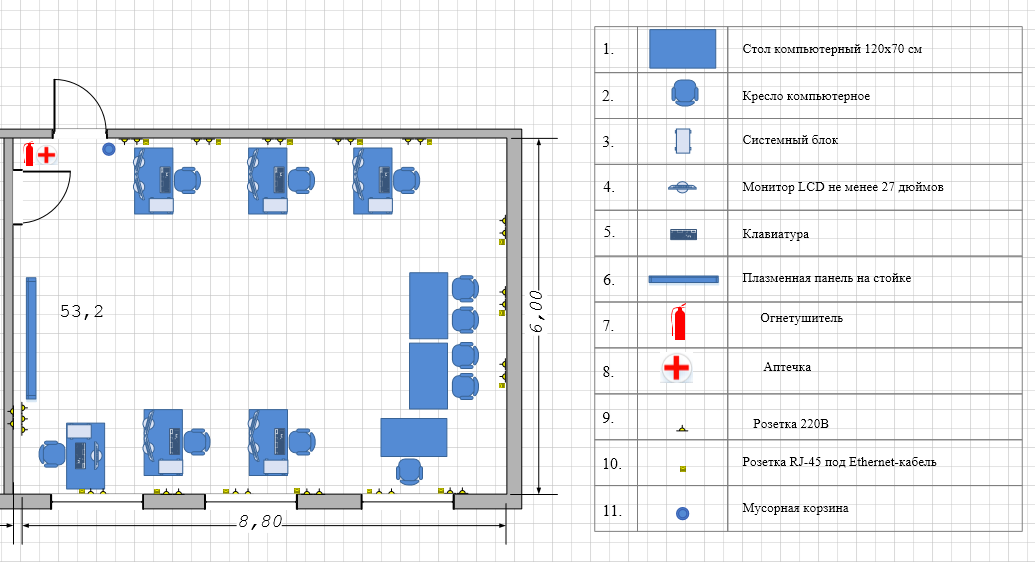 53,2
6,00
8,80
1. Стол компьютерный 120х70 см
2. Кресло компьютерное
3. Системный блок
4. Монитор LCD не менее 27 дюймов
5. Клавиатура
6. Плазменная панель на стойке
7. Огнетушитель
8. Аптечка
9. Розетка 220В
10. Розетка RJ-45 под Ethernet-кабель
11. Мусорная корзина